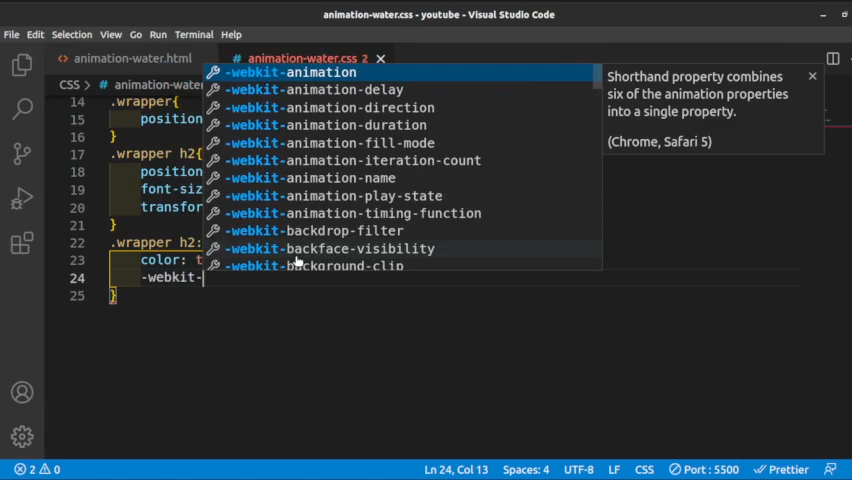 animation-water.css - youtube - Visual Studio Code
File Edit Selection View Go Run Terminal Help
<> animation-water.html # animation-water.css 2
CSS > # animation-wate
14 .wrapper{
15 position
16 }
17 .wrapper h2{
18 position
19 font-siz
20 transfor
21 }
22 .wrapper h2:
23 color: t
24 -webkit-
25 }
-webkit-animation
-webkit-animation-delay
-webkit-animation-direction
-webkit-animation-duration
-webkit-animation-fill-mode
-webkit-animation-iteration-count
-webkit-animation-name
-webkit-animation-play-state
-webkit-animation-timing-function
-webkit-backdrop-filter
-webkit-backface-visibility
-webkit-background-clip
Shorthand property combines
six of the animation properties
into a single property.
(Chrome, Safari 5)
2 0 Ln 24, Col 13 Spaces: 4 UTF-8 LF CSS Port : 5500 Prettier